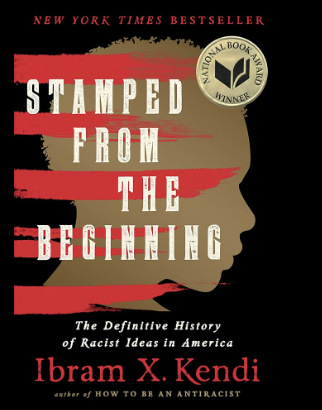 NEW YORK TIMES BESTSELLER
NATIONAL BOOK AWARD
WINNER
STAMPED
FROM
THE
BEGINNING
The Definitive History
of Racist Ideas in America
Ibram X. Kendi
author of HOW TO BE AN ANTIRACIST